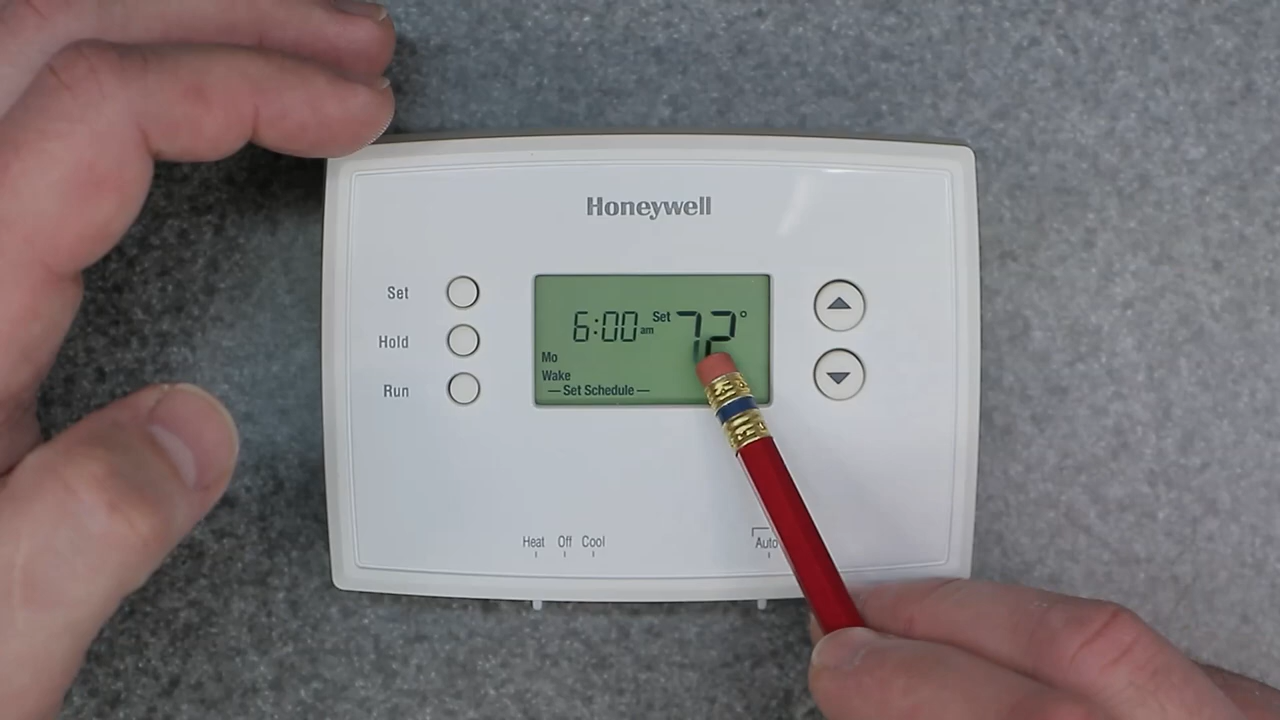 Honeywell
Set
Hold
Run
6:00 am Set 72°
Mo
Wake
Set Schedule
Heat Off Cool
Auto